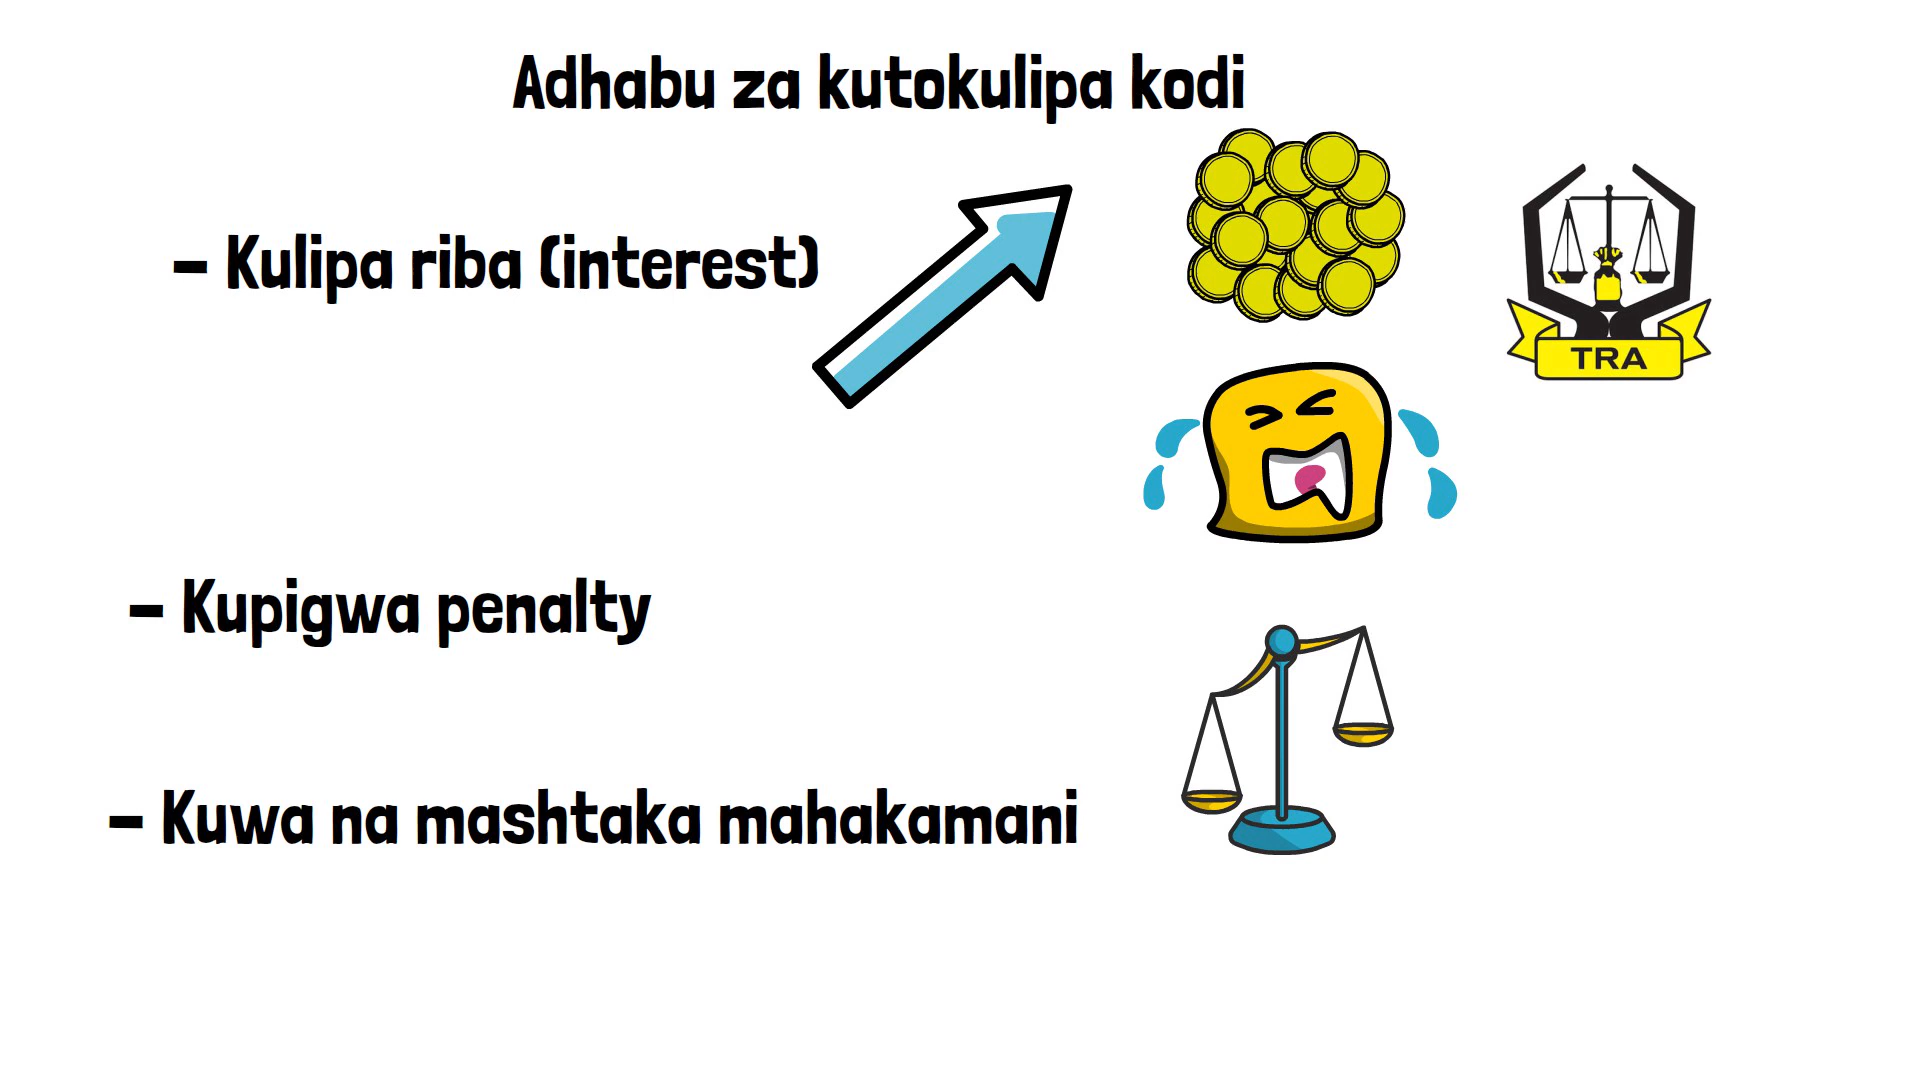 Adhabu za kutokulipa kodi
- Kulipa riba (interest)
TRA
- Kupigwa penalty
- Kuwa na mashtaka mahakamani